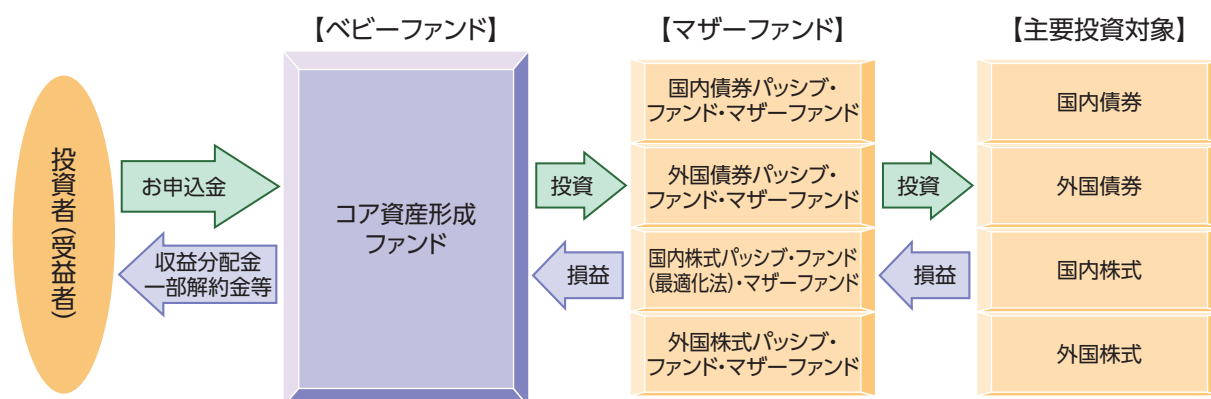 【ベビーファンド】
【マザーファンド】
【主要投資対象】
投資者(受益者)
お申込金
収益分配金
一部解約金等
コア資産形成
ファンド
投資
損益
国内債券パッシブ・
ファンド・マザーファンド
外国債券パッシブ・
ファンド・マザーファンド
国内株式パッシブ・ファンド
(最適化法)・マザーファンド
外国株式パッシブ・
ファンド・マザーファンド
投資
損益
国内債券
外国債券
国内株式
外国株式